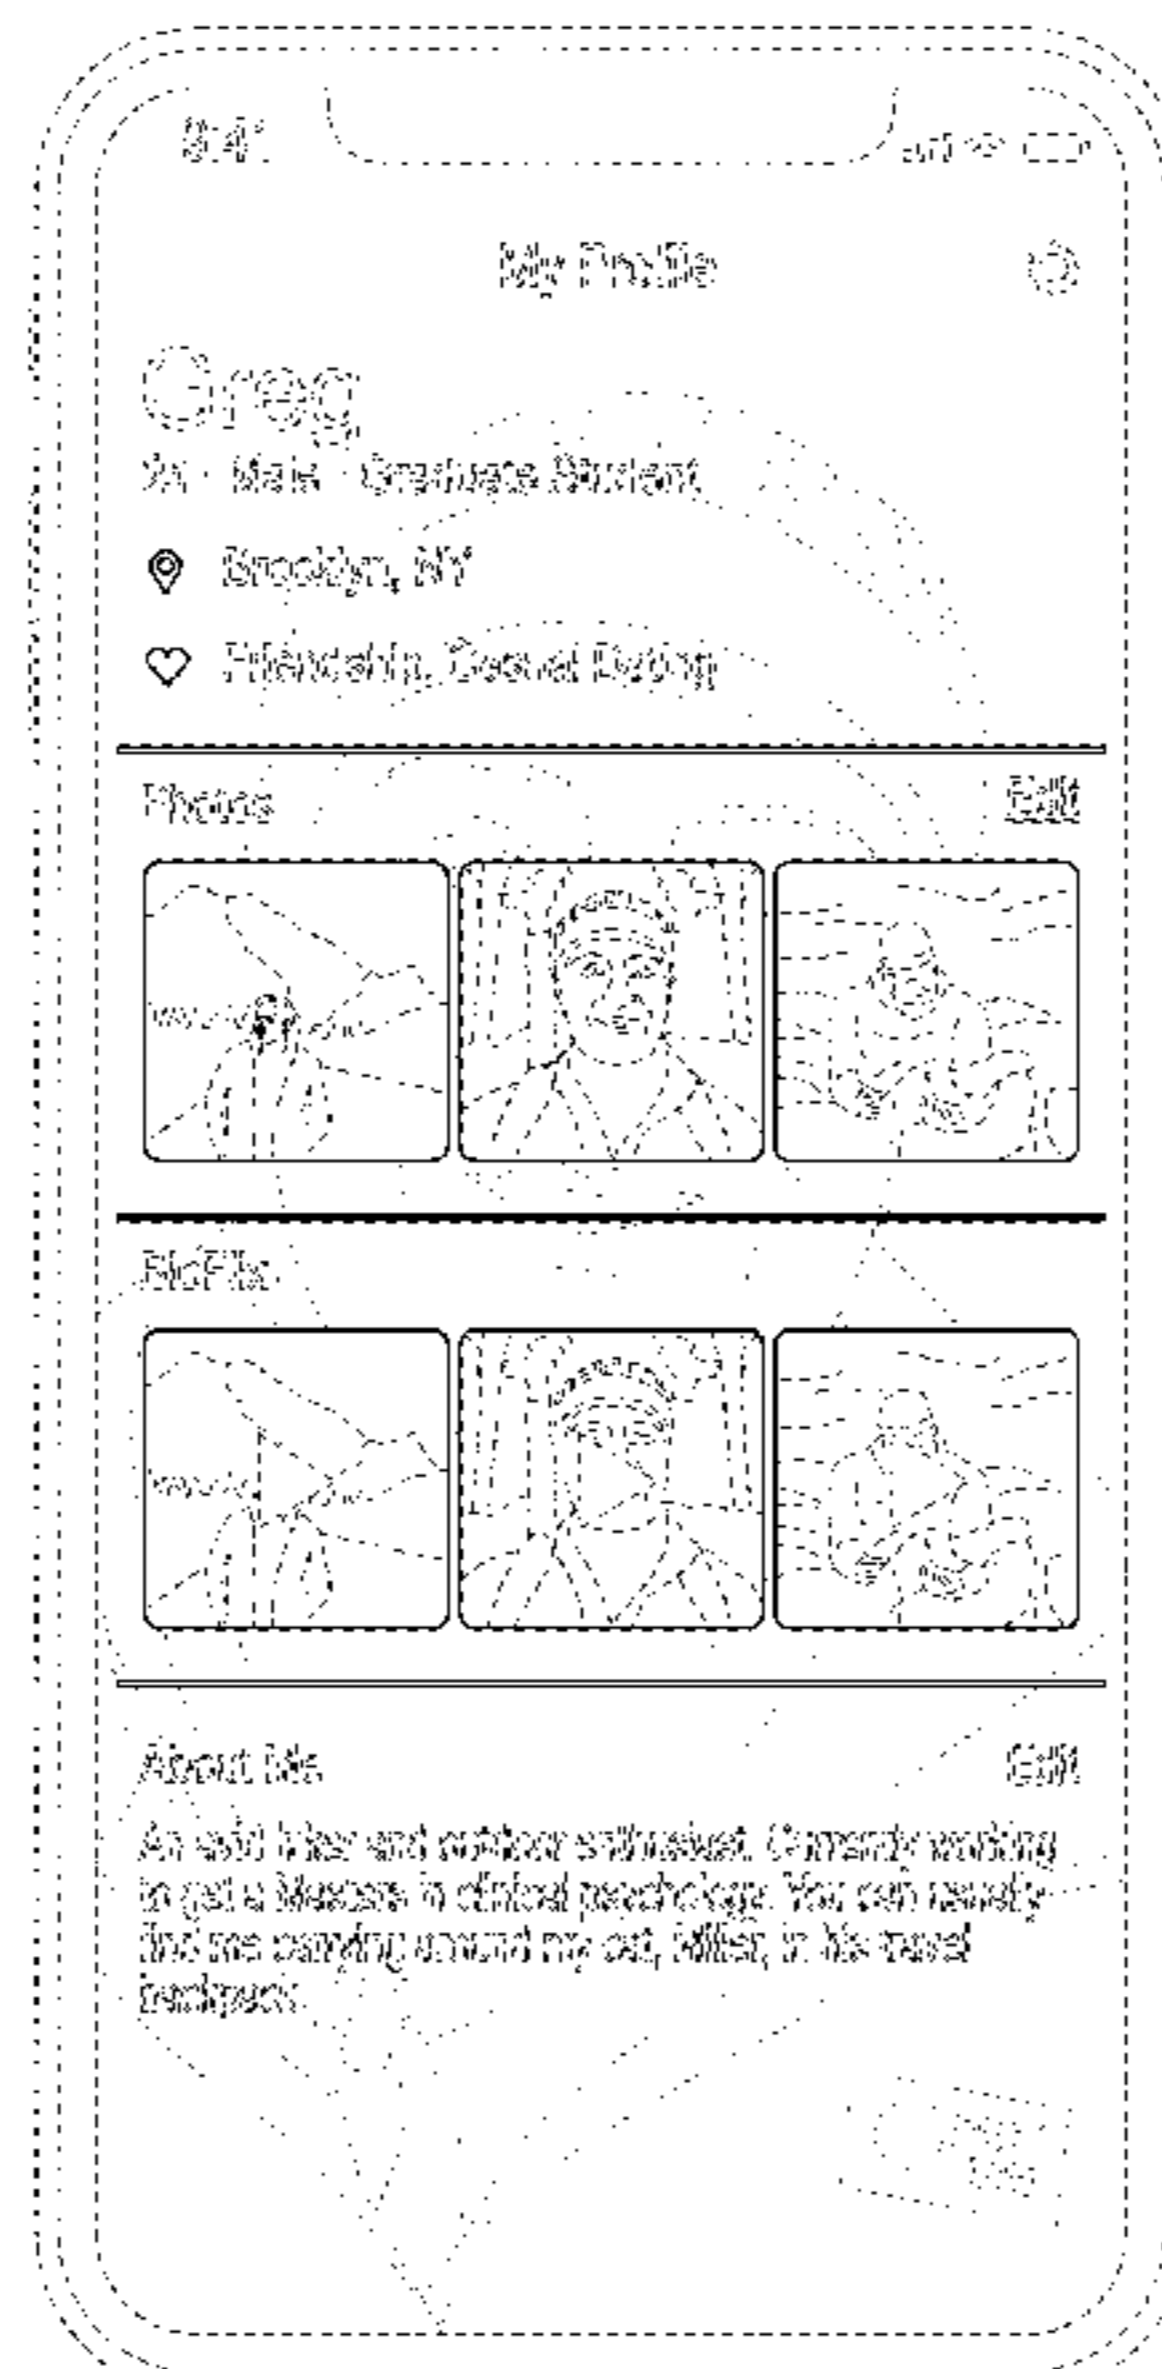 My Profile
Greg
Male · Graduate Student
Brooklyn, NY
Friendship, Casual Dating
Photos
Edit
About Me
Edit
An avid hiker and outdoor enthusiast. Currently working
to get a Masters in clinical psychology. You can usually
find me carrying around my cat, in his travel
backpack.